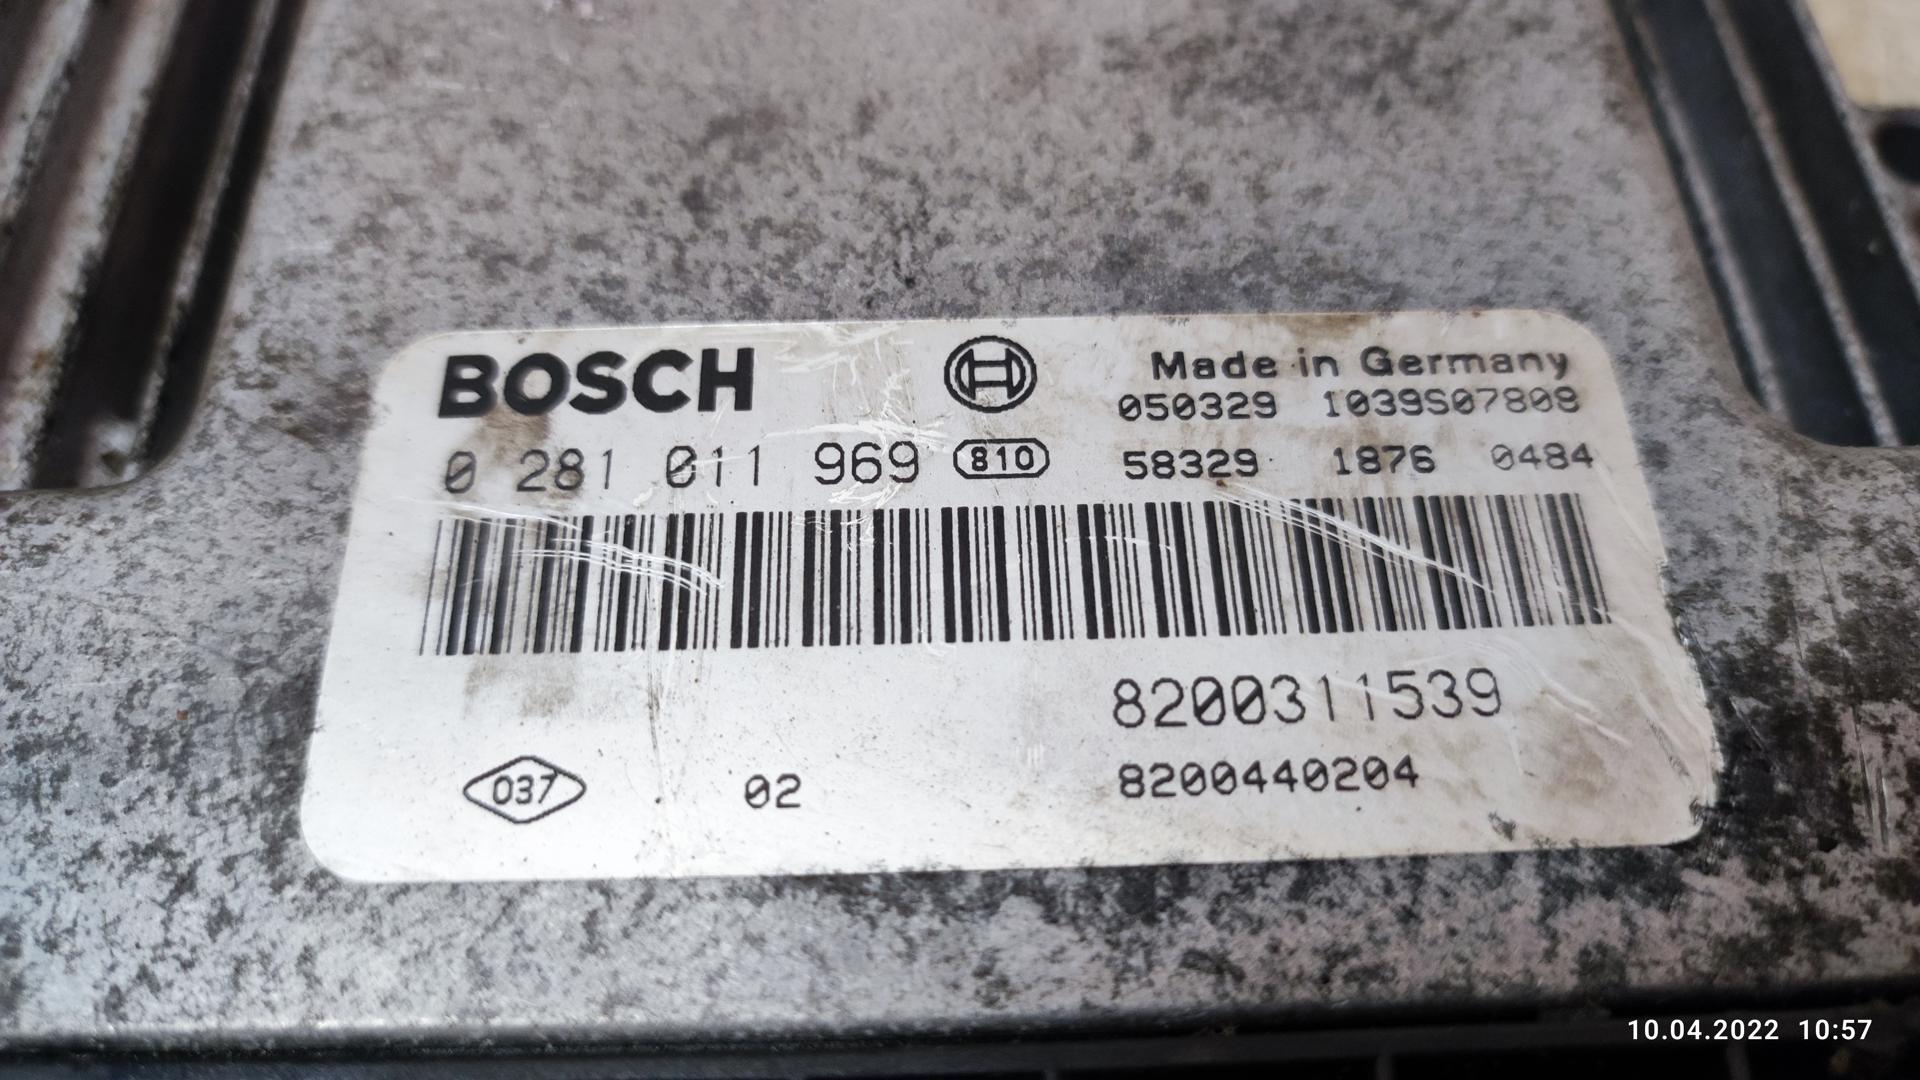 BOSCH
Made in Germany
050329 1039S07809
0 281 011 969 810
58329 1876 0484
8200311539
037 02
8200440204
10.04.2022 10:57